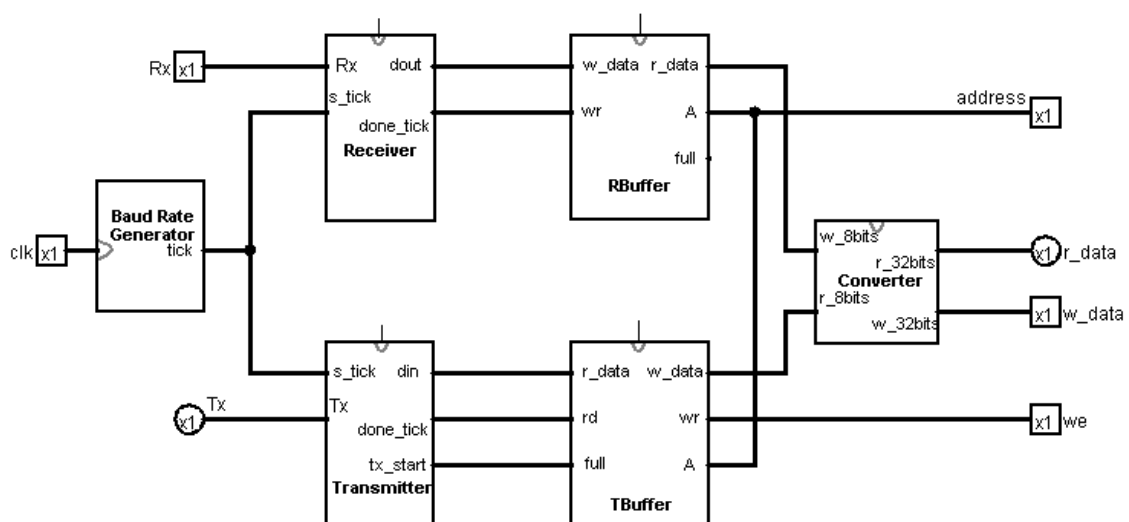 Rx x1
Rx dout
s_tick
done_tick
Receiver
w_data r_data
wr A
full
RBuffer
address
x1
clk x1
Baud Rate
Generator
tick
w_8bits
r_32bits
Converter
r_8bits
w_32bits
x1 r_data
x1 w_data
x1 Tx
s_tick din
Tx
done_tick
tx_start
Transmitter
r_data w_data
rd wr
full A
TBuffer
x1 we